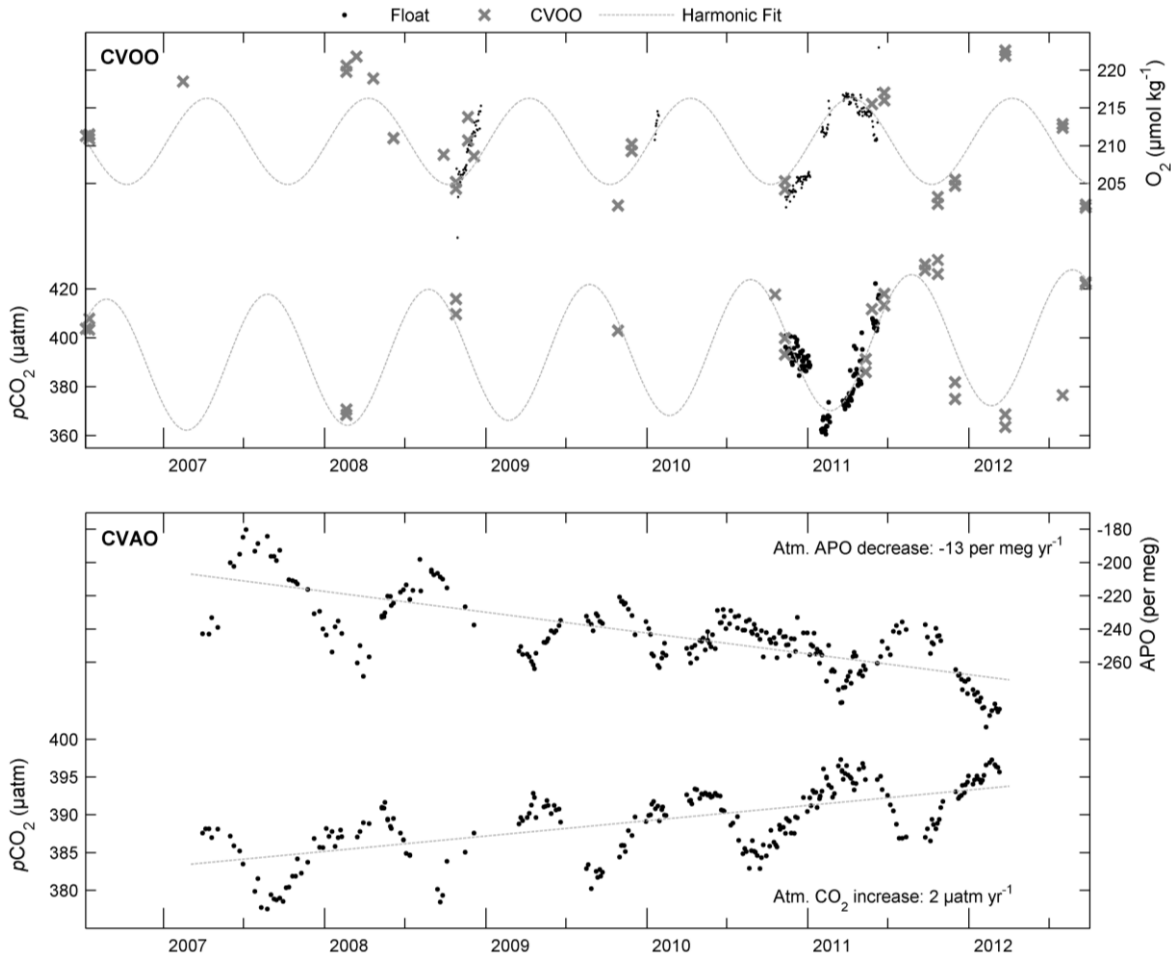 Float CVOO Harmonic Fit
CVOO
220
215
210
205
O₂ (µmol kg⁻¹)
420
400
380
360
pCO₂ (µatm)
2007 2008 2009 2010 2011 2012
CVAO
Atm. APO decrease: -13 per meg yr⁻¹
-180
-200
-220
-240
-260
APO (per meg)
400
395
390
385
380
pCO₂ (µatm)
Atm. CO₂ increase: 2 µatm yr⁻¹
2007 2008 2009 2010 2011 2012